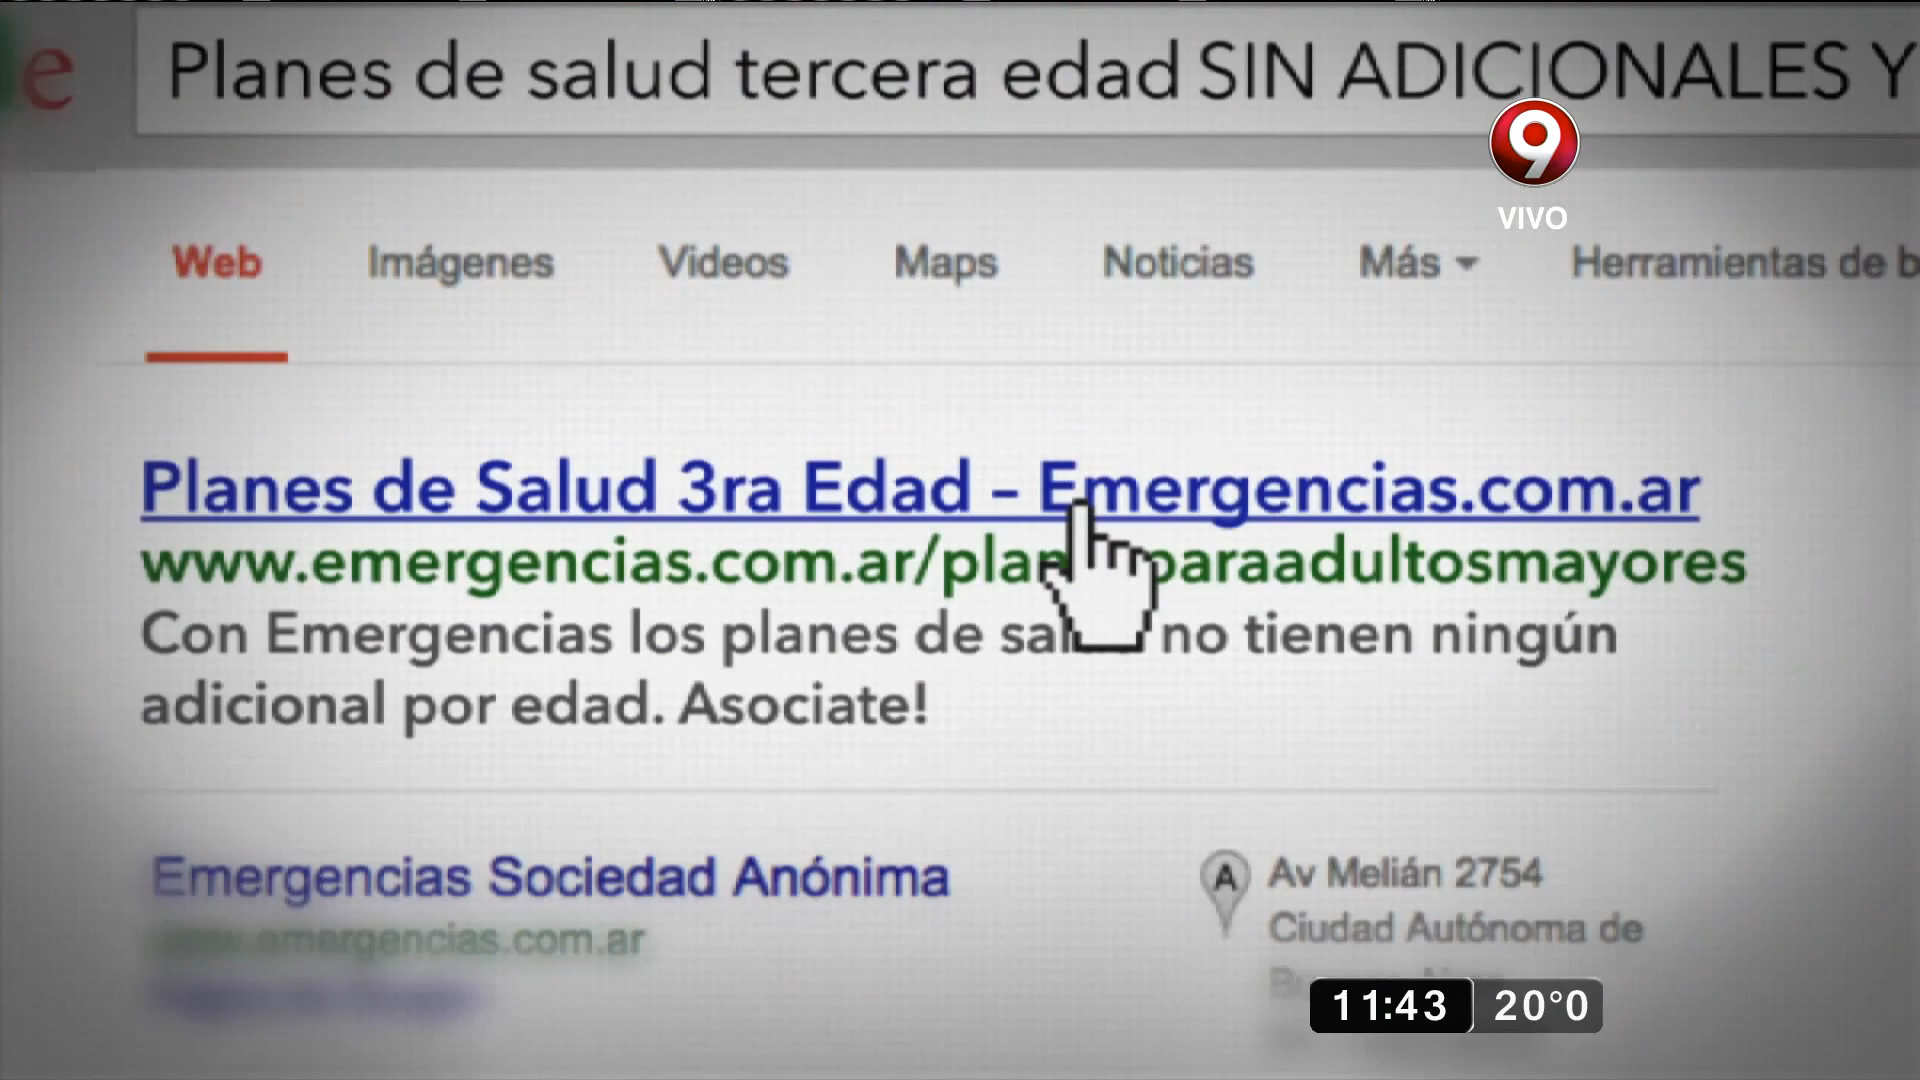 e
Planes de salud tercera edad SIN ADICIONALES Y
9
VIVO
Web Imágenes Videos Maps Noticias Más Herramientas de b
Planes de Salud 3ra Edad – Emergencias.com.ar
www.emergencias.com.ar/plan paraadultosmayores
Con Emergencias los planes de sal no tienen ningún
adicional por edad. Asociate!
Emergencias Sociedad Anónima
www.emergencias.com.ar
A
Av Melián 2754
Ciudad Autónoma de
11:43
20°0